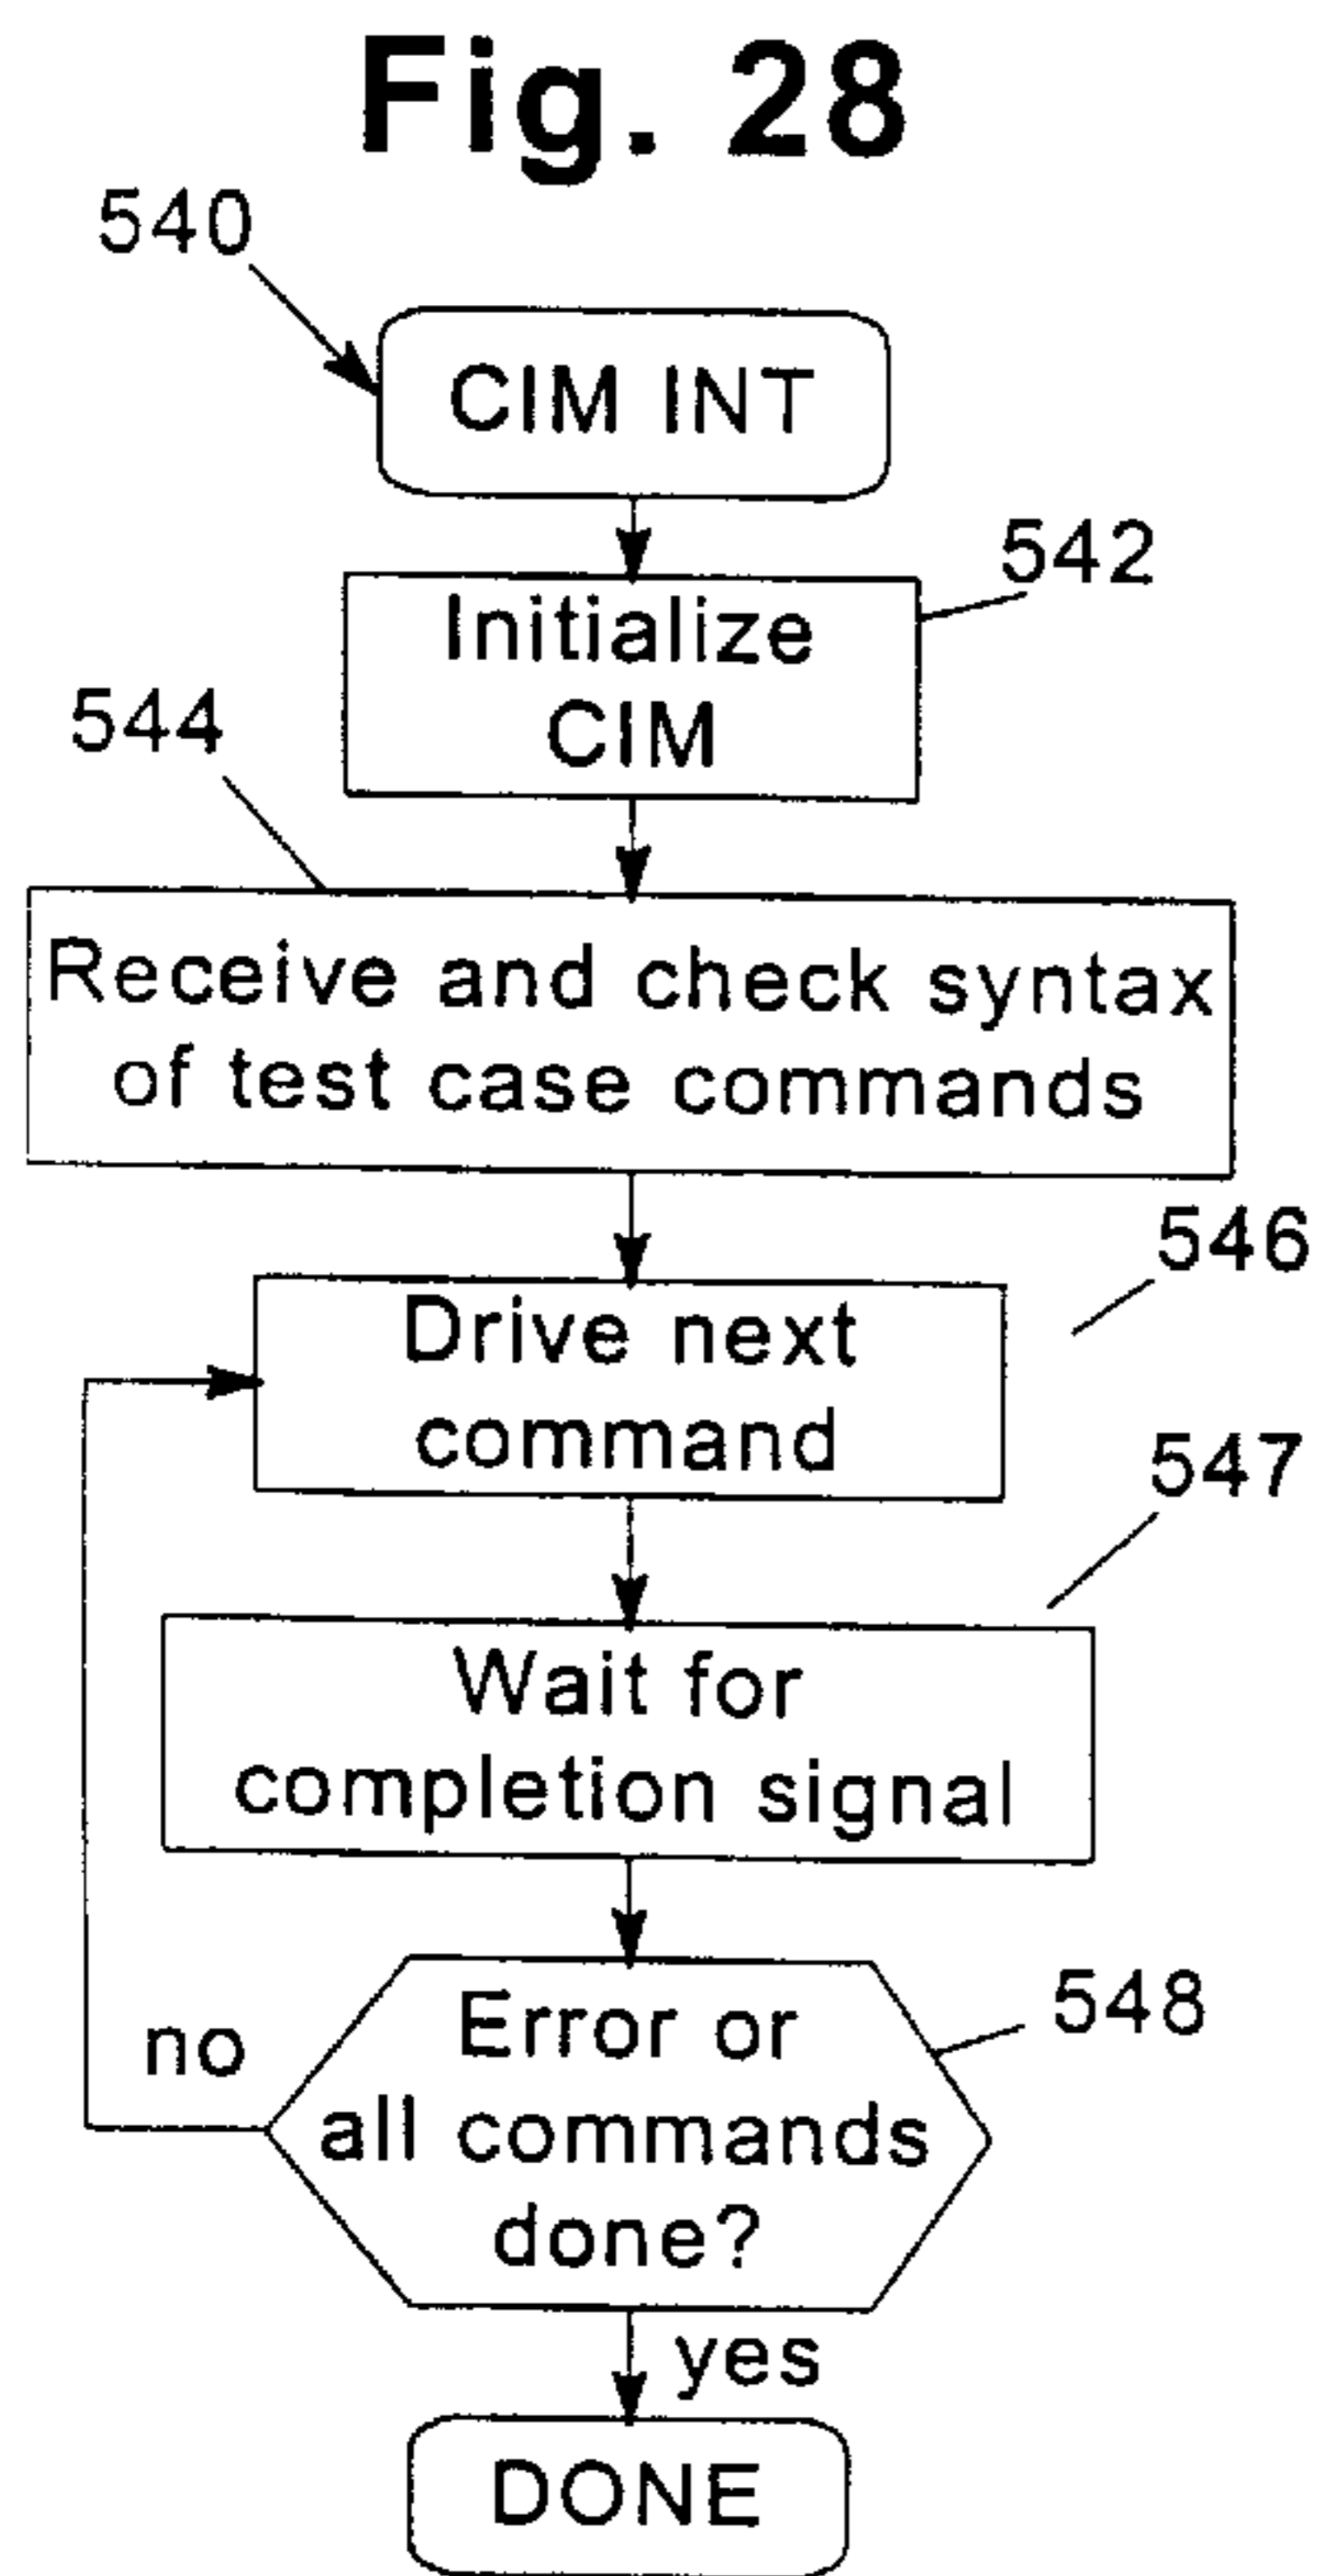 Fig. 28
540
CIM INT
542
Initialize
CIM
544
Receive and check syntax
of test case commands
546
Drive next
command
547
Wait for
completion signal
548
Error or
all commands
done?
no
yes
DONE